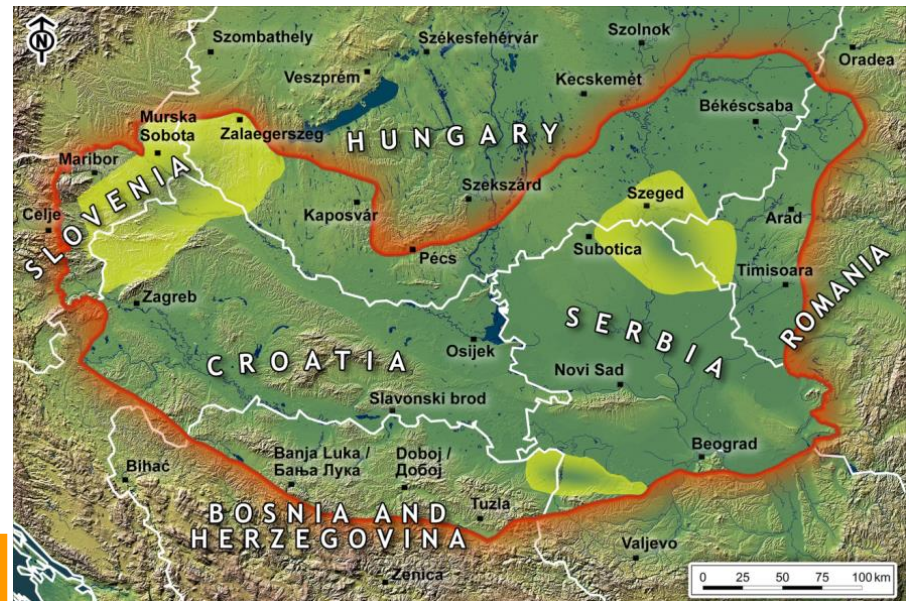 N
Szombathely
Székesfehérvár
Szolnok
Oradea
Veszprém
Kecskemèt
Murska
Sobota
Zalaegerszeg
HUNGARY
Békéscsaba
Maribor
Celje
SLOVENIA
Kaposvár
Szekszárd
Szeged
Arad
Pécs
Subotica
Timisoara
ROMANIA
Zagreb
SERBIA
CROATIA
Osijek
Novi Sad
Slavonski brod
Beograd
Bihać
Banja Luka /
Бања Лука
Doboj /
Добој
Tuzla
BOSNIA AND
HERZEGOVINA
Valjevo
Zenica
0 25 50 75 100 km